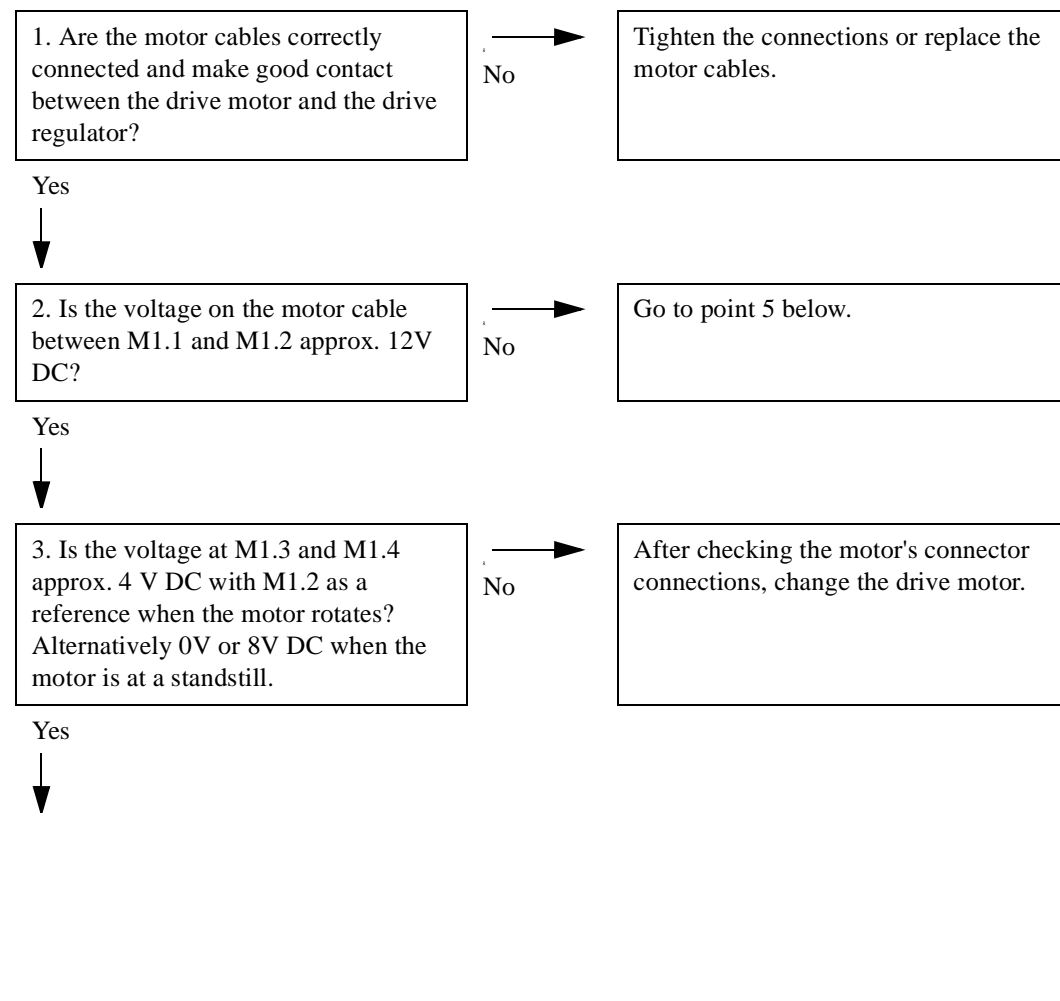 1. Are the motor cables correctly
connected and make good contact
between the drive motor and the drive
regulator?
No
Tighten the connections or replace the
motor cables.
Yes
2. Is the voltage on the motor cable
between M1.1 and M1.2 approx. 12V
DC?
No
Go to point 5 below.
Yes
3. Is the voltage at M1.3 and M1.4
approx. 4 V DC with M1.2 as a
reference when the motor rotates?
Alternatively 0V or 8V DC when the
motor is at a standstill.
No
After checking the motor's connector
connections, change the drive motor.
Yes